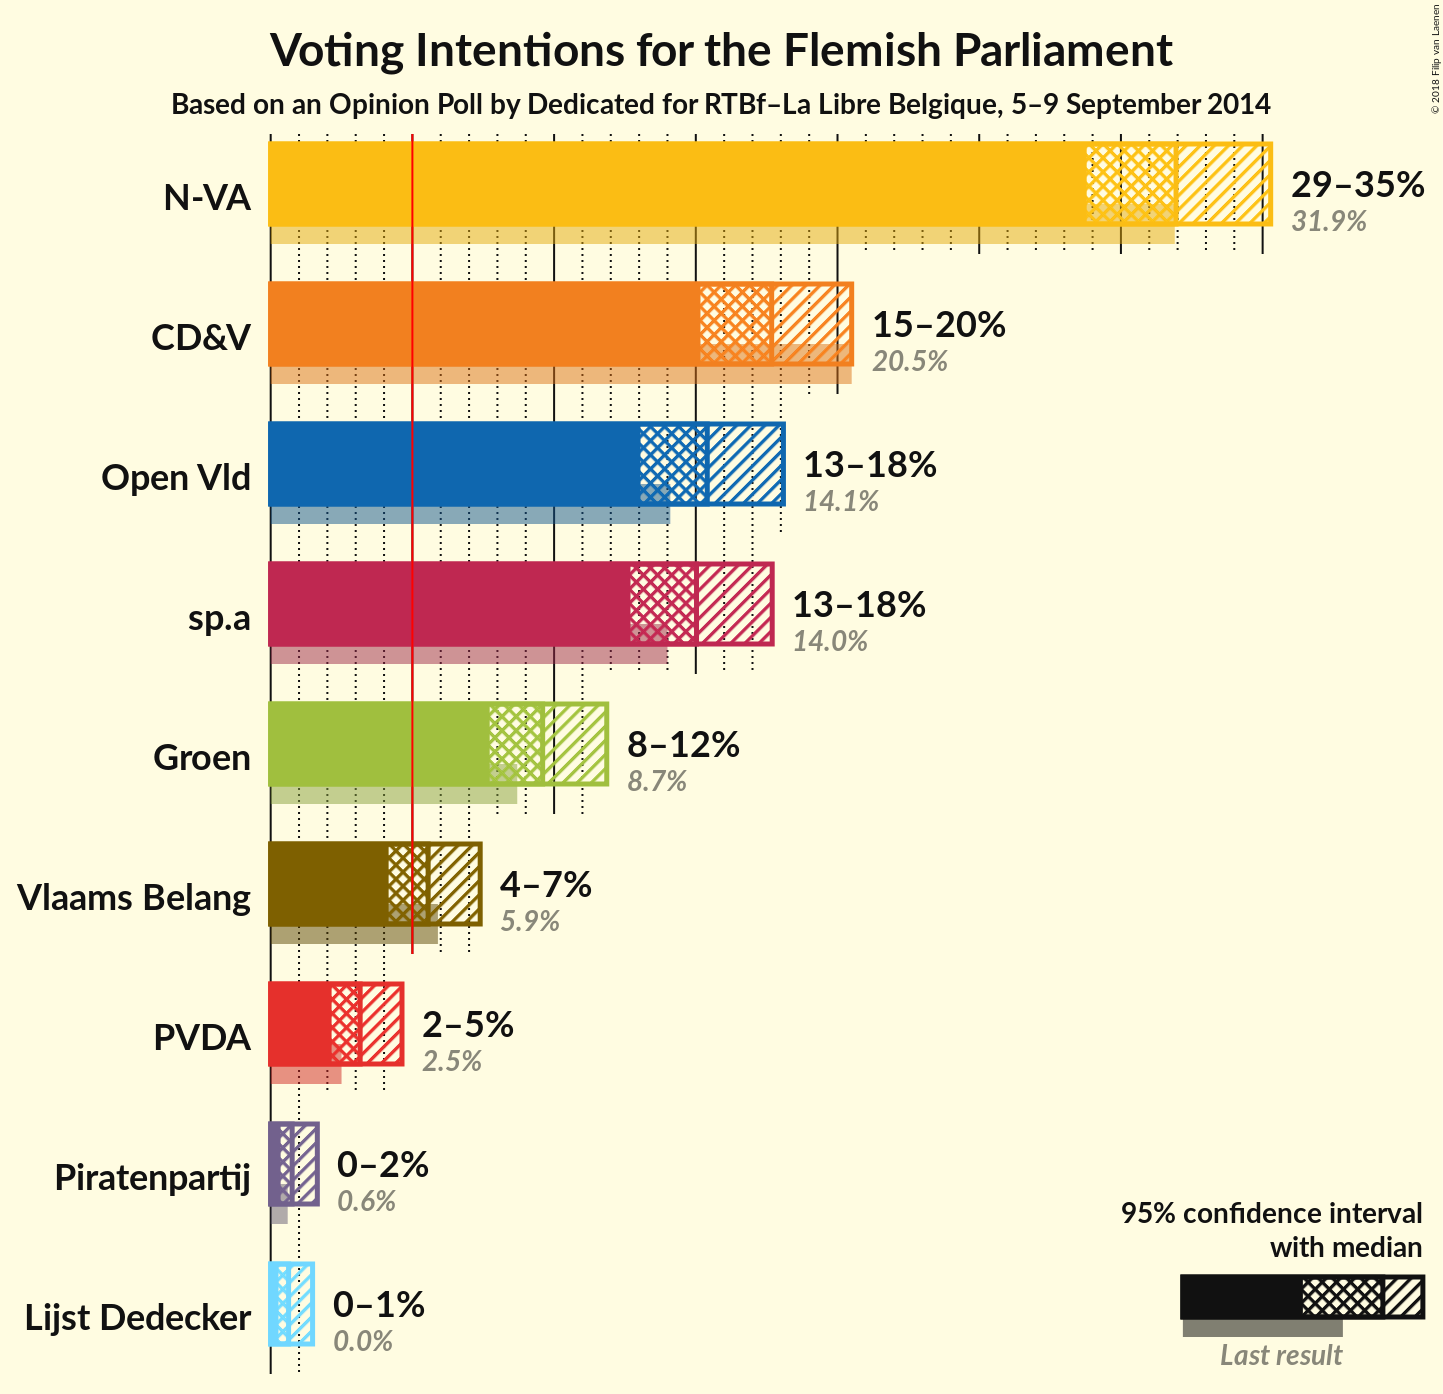 Voting Intentions for the Flemish Parliament
Based on an Opinion Poll by Dedicated for RTBf–La Libre Belgique, 5–9 September 2014
© 2018 Filip van Laenen
N-VA
29–35%
31.9%
CD&V
15–20%
20.5%
Open Vld
13–18%
14.1%
sp.a
13–18%
14.0%
Groen
8–12%
8.7%
Vlaams Belang
4–7%
5.9%
PVDA
2–5%
2.5%
Piratenpartij
0–2%
0.6%
Lijst Dedecker
0–1%
0.0%
95% confidence interval
with median
Last result